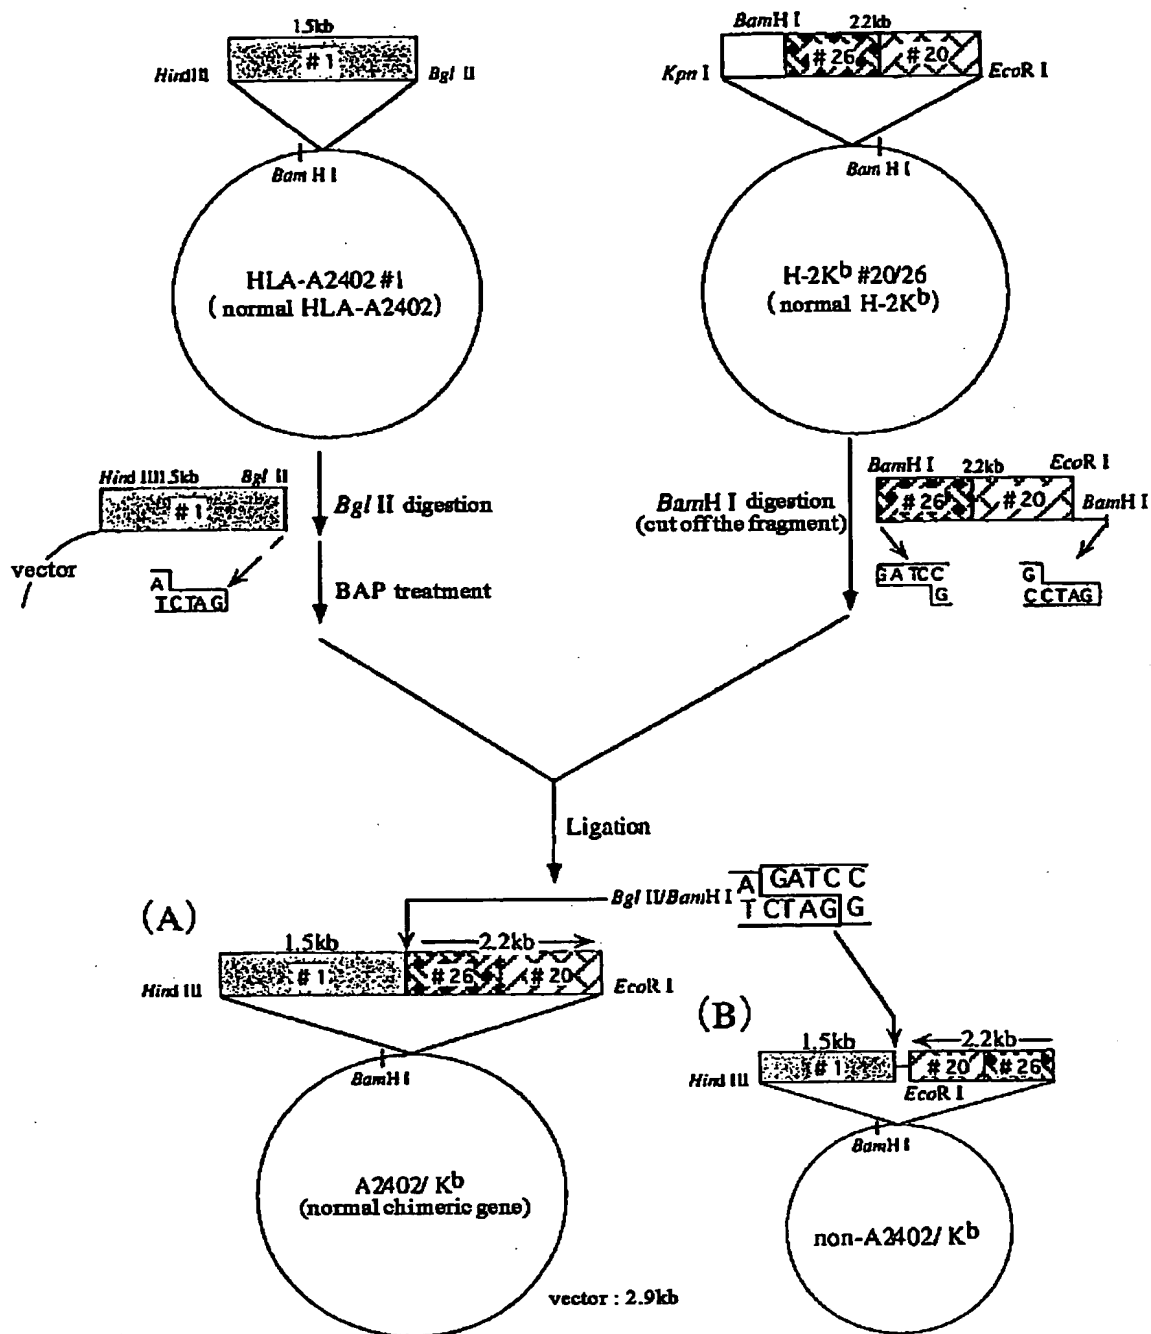 1.5kb
# 1
Hind III
Bgl II
HLA-A2402 #1
( normal HLA-A2402)
Bam H I
BamH I
2.2kb
# 26
# 20
Kpn I
EcoR I
Bam H I
H-2Kb #20/26
( normal H-2Kb)
Hind III 1.5kb
Bgl II
# 1
vector
A
TCTAG
Bgl II digestion
BAP treatment
BamH I digestion
(cut off the fragment)
BamH I
2.2kb
EcoR I
# 26
# 20
BamH I
GATCC
G
G
CCTAG
Ligation
Bgl II/BamH I
A GATC C
T CTAG G
(A)
1.5kb
2.2kb
# 1
# 26
# 20
Hind III
EcoR I
BamH I
A2402/ Kb
(normal chimeric gene)
vector : 2.9kb
(B)
1.5kb
2.2kb
# 1
# 20
# 26
Hind III
EcoR I
BamH I
non-A2402/ Kb